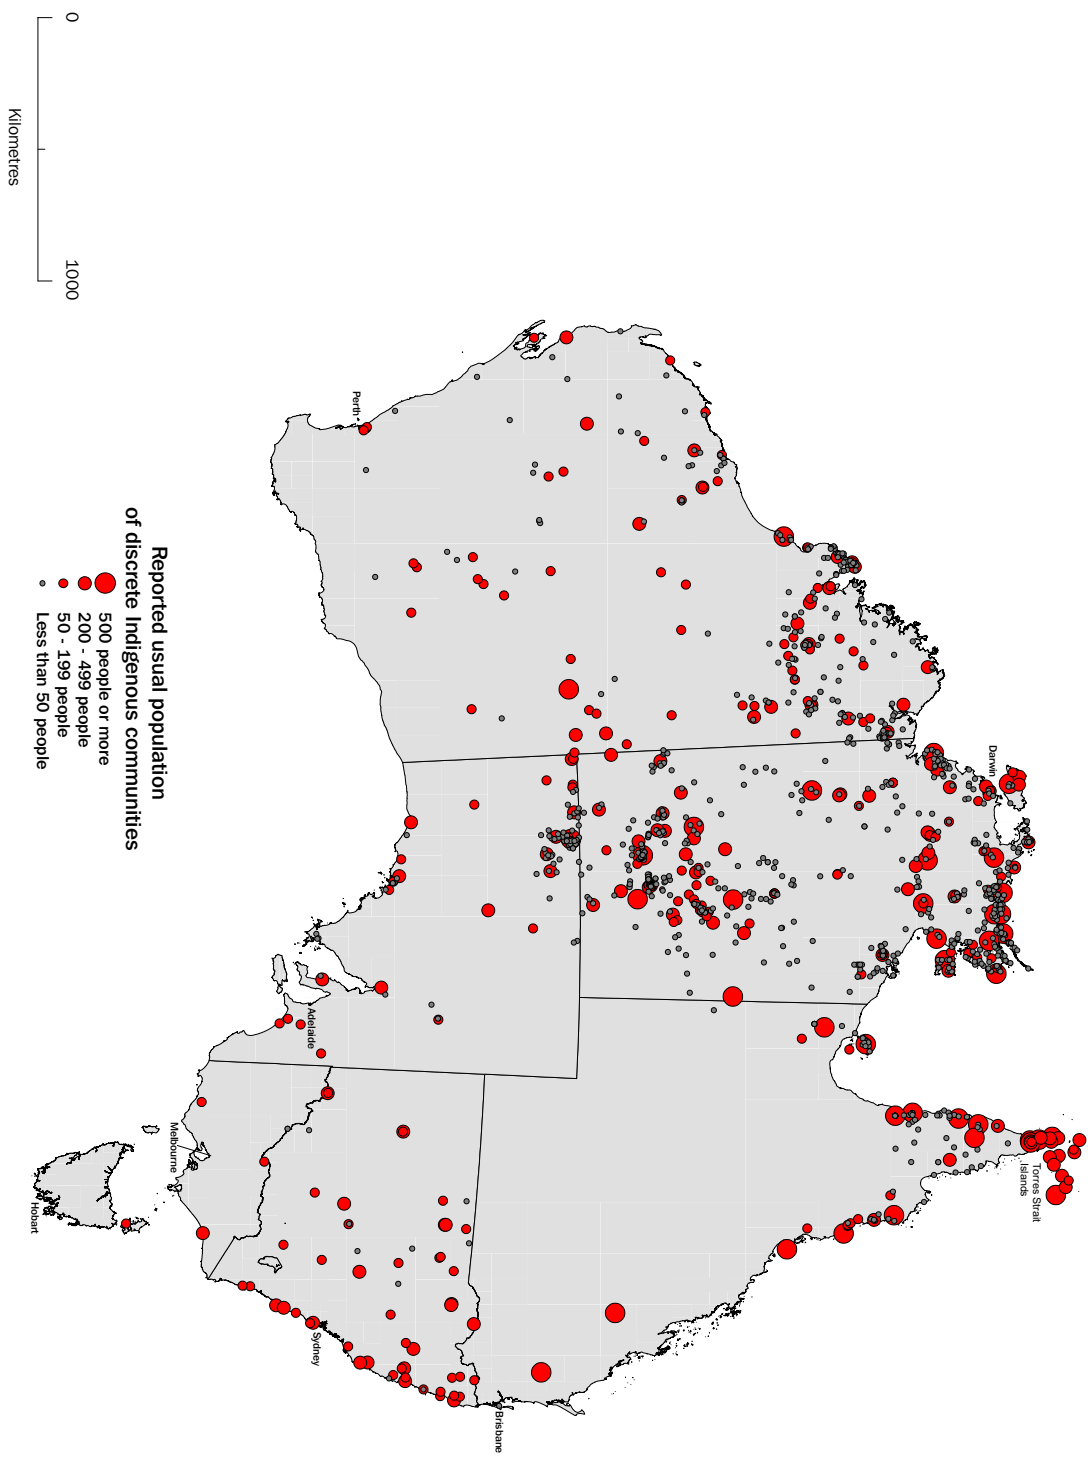 Darwin
Torres Strait
Islands
Perth
Brisbane
Adelaide
Sydney
Melbourne
Hobart
Reported usual population
of discrete Indigenous communities
500 people or more
200 - 499 people
50 - 199 people
Less than 50 people
0
1000
Kilometres